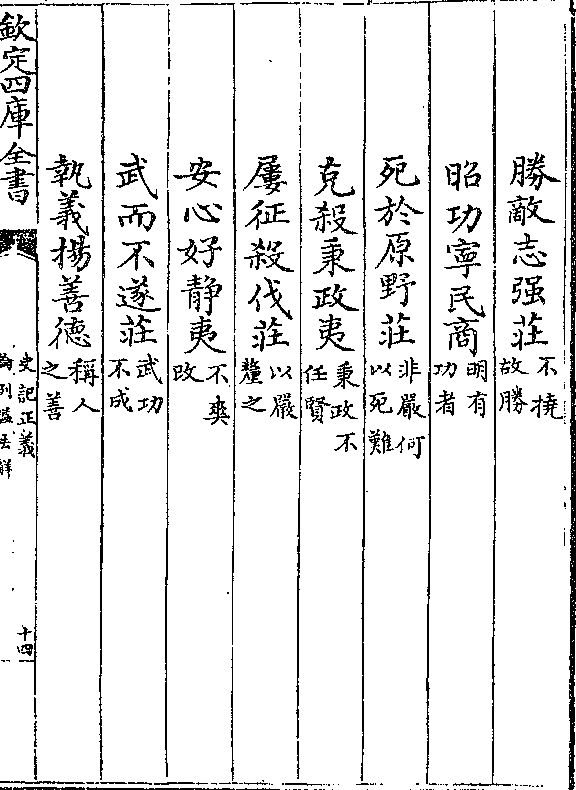 勝敵志强莊不撓故勝
昭功寧民商明有功者
死於原野莊非嚴何以死難
克殺秉政夷秉政不任賢
屢征殺伐莊以嚴釐之
安心好靜夷不爽政
武而不遂莊武功不成
執義揚善德稱人之善
欽定四庫全書
史記正義
論例諡法解
十四